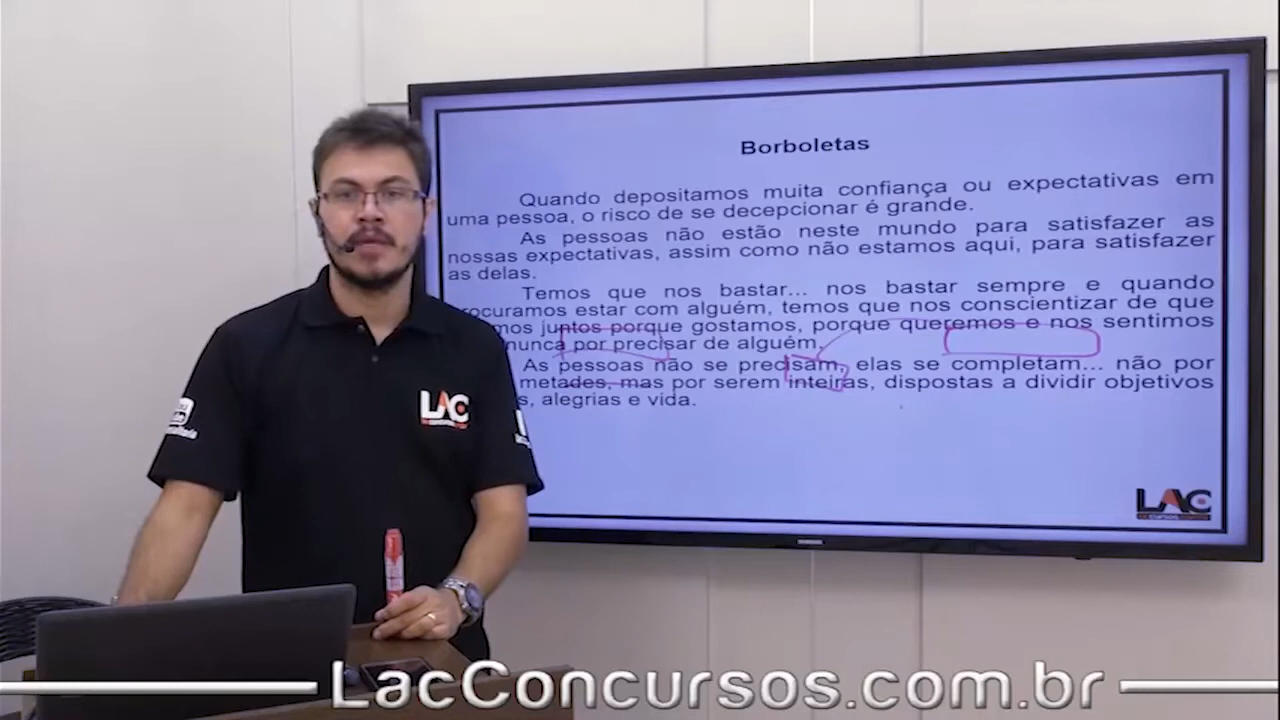 Borboletas
Quando depositamos muita confiança ou expectativas em
uma pessoa, o risco de se decepcionar é grande.
As pessoas não estão neste mundo para satisfazer as
nossas expectativas, assim como não estamos aqui, para satisfazer
as delas.
Temos que nos bastar... nos bastar sempre e quando
procuramos estar com alguém, temos que nos conscientizar de que
juntos porque gostamos, porque queremos e nos sentimos
nunca por precisar de alguém.
As pessoas não se precisam, elas se completam... não por
metades, mas por serem inteiras, dispostas a dividir objetivos
alegrias e vida.
LAC
LAC
LacConcursos.com.br